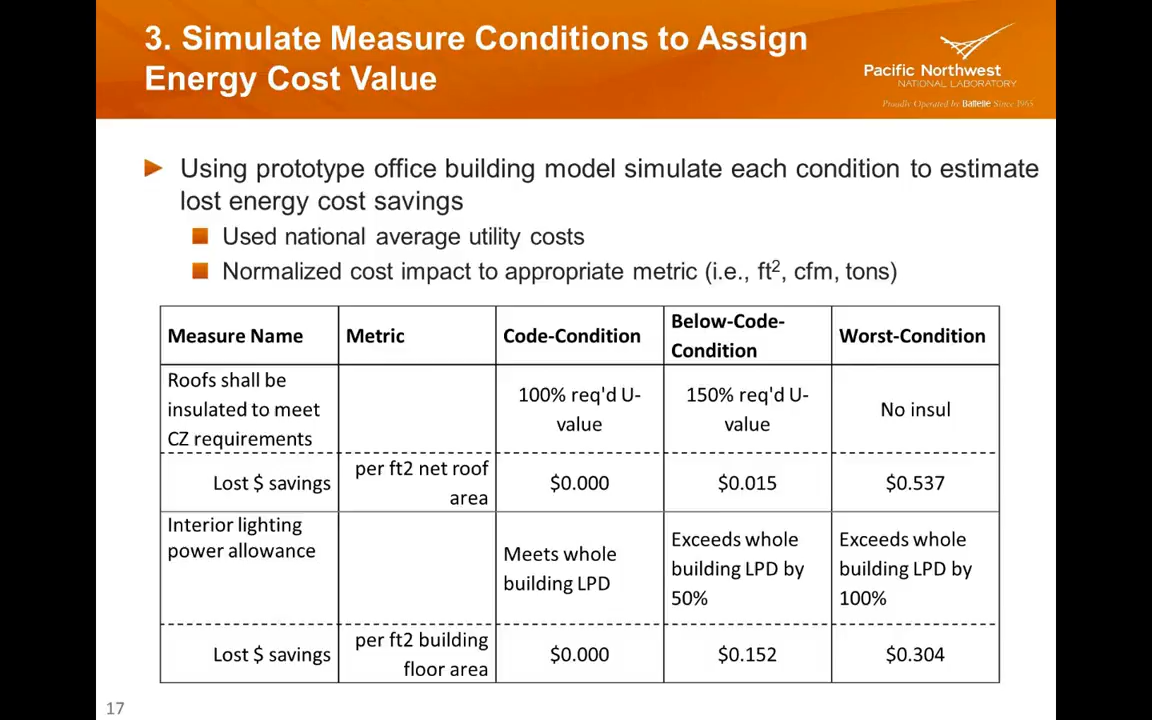 3. Simulate Measure Conditions to Assign
Energy Cost Value
Pacific Northwest
NATIONAL LABORATORY
Proudly Operated by Battelle Since 1965
Using prototype office building model simulate each condition to estimate
lost energy cost savings
Used national average utility costs
Normalized cost impact to appropriate metric (i.e., ft², cfm, tons)
Measure Name
Metric
Code-Condition
Below-Code-
Condition
Worst-Condition
Roofs shall be
insulated to meet
CZ requirements
100% req'd U-
value
150% req'd U-
value
No insul
Lost $ savings
per ft2 net roof
area
$0.000
$0.015
$0.537
Interior lighting
power allowance
Meets whole
building LPD
Exceeds whole
building LPD by
50%
Exceeds whole
building LPD by
100%
Lost $ savings
per ft2 building
floor area
$0.000
$0.152
$0.304
17